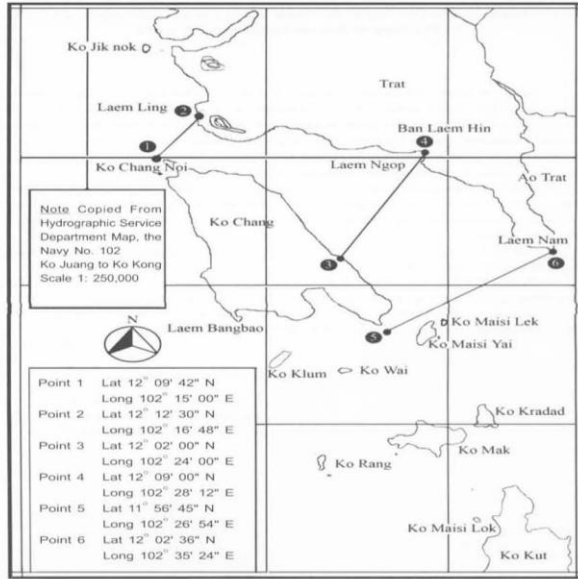 Ko Jik nok
Trat
Laem Ling
2
Ban Laem Hin
1
4
Ko Chang Noi
Laem Ngop
Ao Trat
Note Copied From
Hydrographic Service
Department Map, the
Navy No. 102
Ko Juang to Ko Kong
Scale 1: 250,000
Ko Chang
Laem Nam
3
6
Laem Bangbao
5
Ko Maisi Lek
Ko Maisi Yai
N
Ko Klum
Ko Wai
Point 1 Lat 12° 09' 42" N
Long 102° 15' 00" E
Point 2 Lat 12° 12' 30" N
Long 102° 16' 48" E
Point 3 Lat 12° 02' 00" N
Long 102° 24' 00" E
Point 4 Lat 12° 09' 00" N
Long 102° 28' 12" E
Point 5 Lat 11° 56' 45" N
Long 102° 26' 54" E
Point 6 Lat 12° 02' 36" N
Long 102° 35' 24" E
Ko Kradad
Ko Mak
Ko Rang
Ko Maisi Lok
Ko Kut